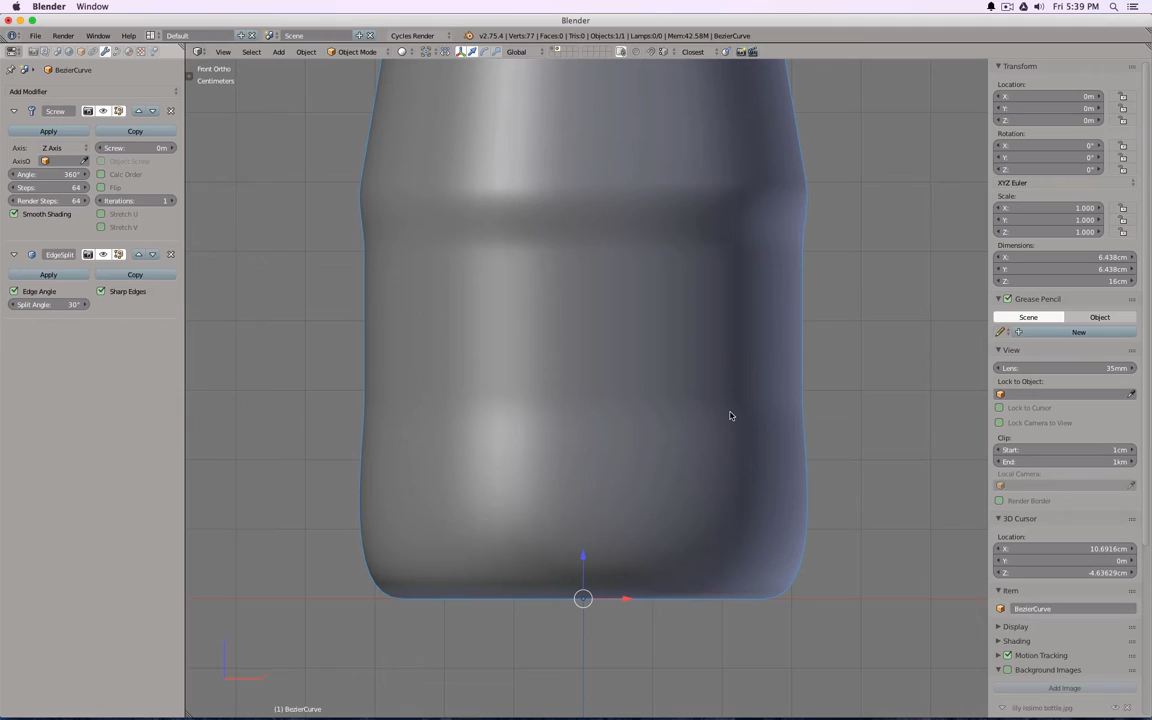 Blender Window
Fri 5:39 PM
Blender
File Render Window Help
Default
Scene
Cycles Render
v2.75.4 | Verts:77 | Faces:0 | Tris:0 | Objects:1/1 | Lamps:0/0 | Mem:42.58M | BezierCurve
View Select Add Object
Object Mode
Global
Closest
BezierCurve
Add Modifier
Screw
Apply
Copy
Axis:
Z Axis
Screw: 0m
AxisO
Object Screw
Angle: 360°
Calc Order
Steps: 64
Flip
Render Steps: 64
Iterations: 1
Smooth Shading
Stretch U
Stretch V
EdgeSplit
Apply
Copy
Edge Angle
Sharp Edges
Split Angle: 30°
Front Ortho
Centimeters
(1) BezierCurve
Transform
Location:
X: 0m
Y: 0m
Z: 0m
Rotation:
X: 0°
Y: 0°
Z: 0°
XYZ Euler
Scale:
X: 1.000
Y: 1.000
Z: 1.000
Dimensions:
X: 6.438cm
Y: 6.438cm
Z: 16cm
Grease Pencil
Scene
Object
New
View
Lens: 35mm
Lock to Object:
Lock to Cursor
Lock Camera to View
Clip:
Start: 1cm
End: 1km
Local Camera:
Render Border
3D Cursor
Location:
X: 10.6916cm
Y: 0m
Z: -4.63629cm
Item
BezierCurve
Display
Shading
Motion Tracking
Background Images
Add Image